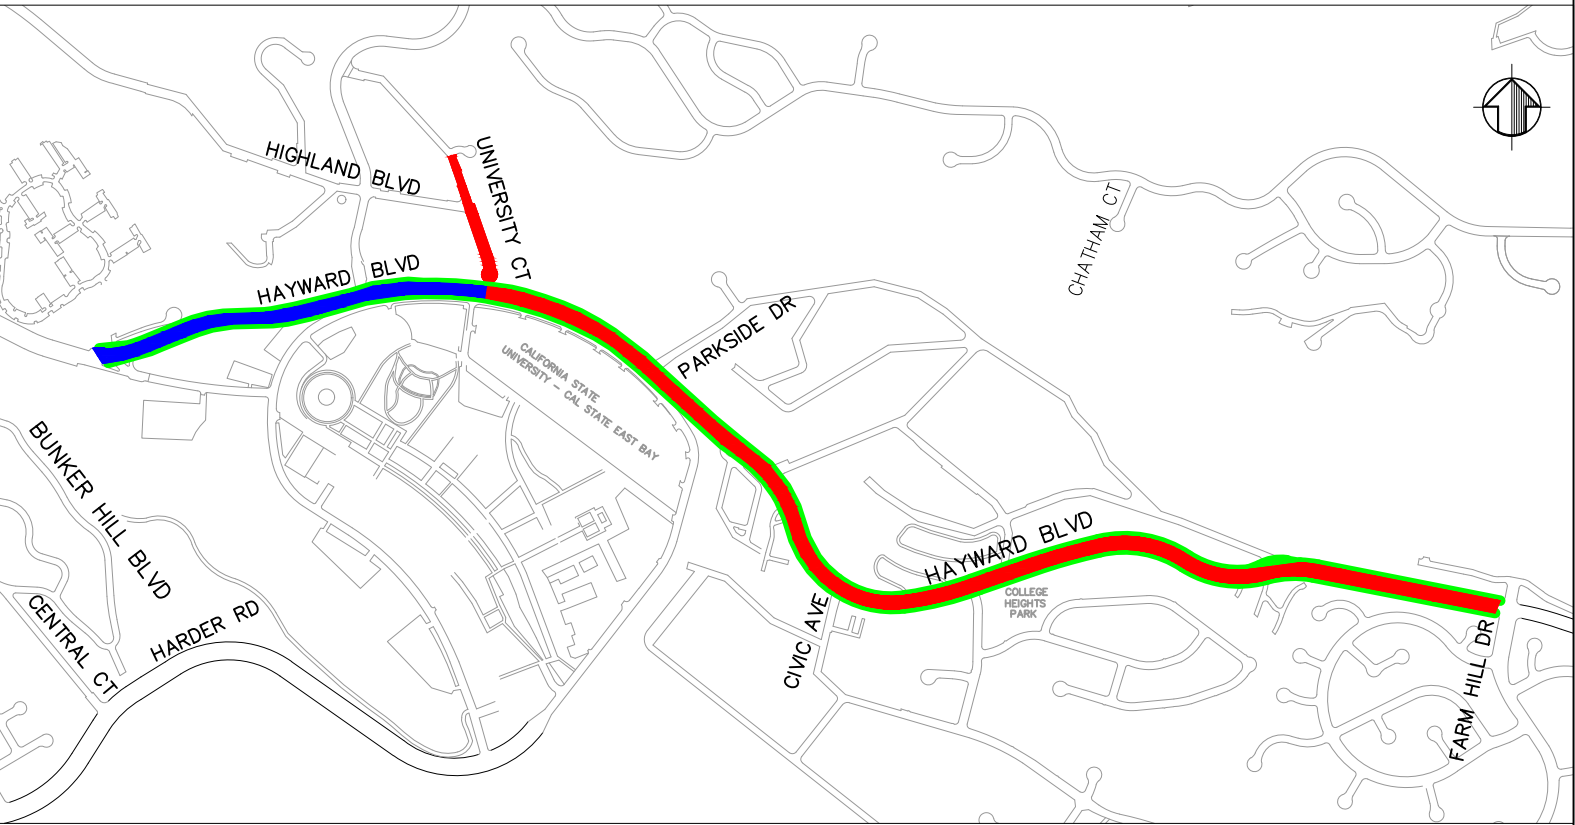 UNIVERSITY CT
HIGHLAND BLVD
CHATHAM CT
HAYWARD BLVD
PARKSIDE DR
CALIFORNIA STATE
UNIVERSITY - CAL STATE EAST BAY
BUNKER HILL BLVD
HAYWARD BLVD
COLLEGE
HEIGHTS
PARK
CENTRAL CT
HARDER RD
CIVIC AVE
FARM HILL DR